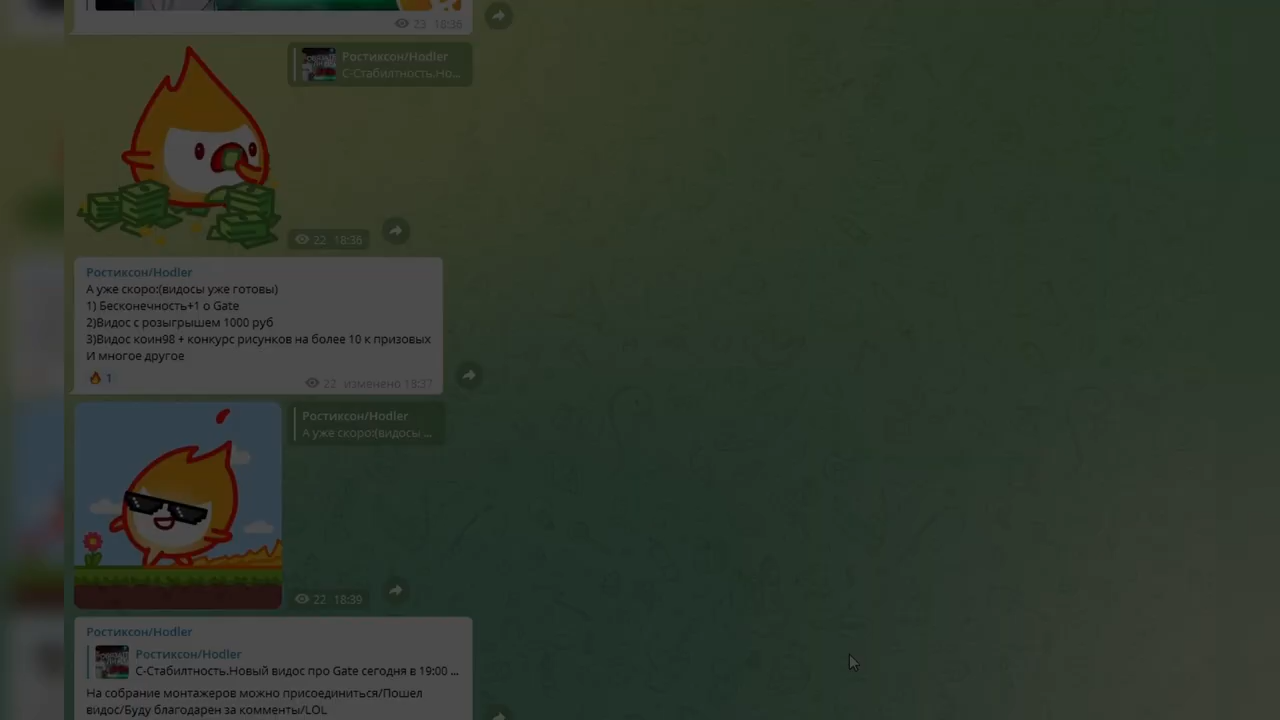 23 18:36
Ростиксон/Hodler
С-Стабилтность.Но...
22 18:36
Ростиксон/Hodler
А уже скоро:(видосы уже готовы)
1) Бесконечность+1 о Gate
2)Видос с розыгрышем 1000 руб
3)Видос коин98 + конкурс рисунков на более 10 к призовых
И многое другое
1
22 изменено 18:37
Ростиксон/Hodler
А уже скоро:(видосы ...
22 18:39
Ростиксон/Hodler
Ростиксон/Hodler
С-Стабилтность.Новый видос про Gate сегодня в 19:00 ...
На собрание монтажеров можно присоединиться/Пошел
видос/Буду благодарен за комменты/LOL